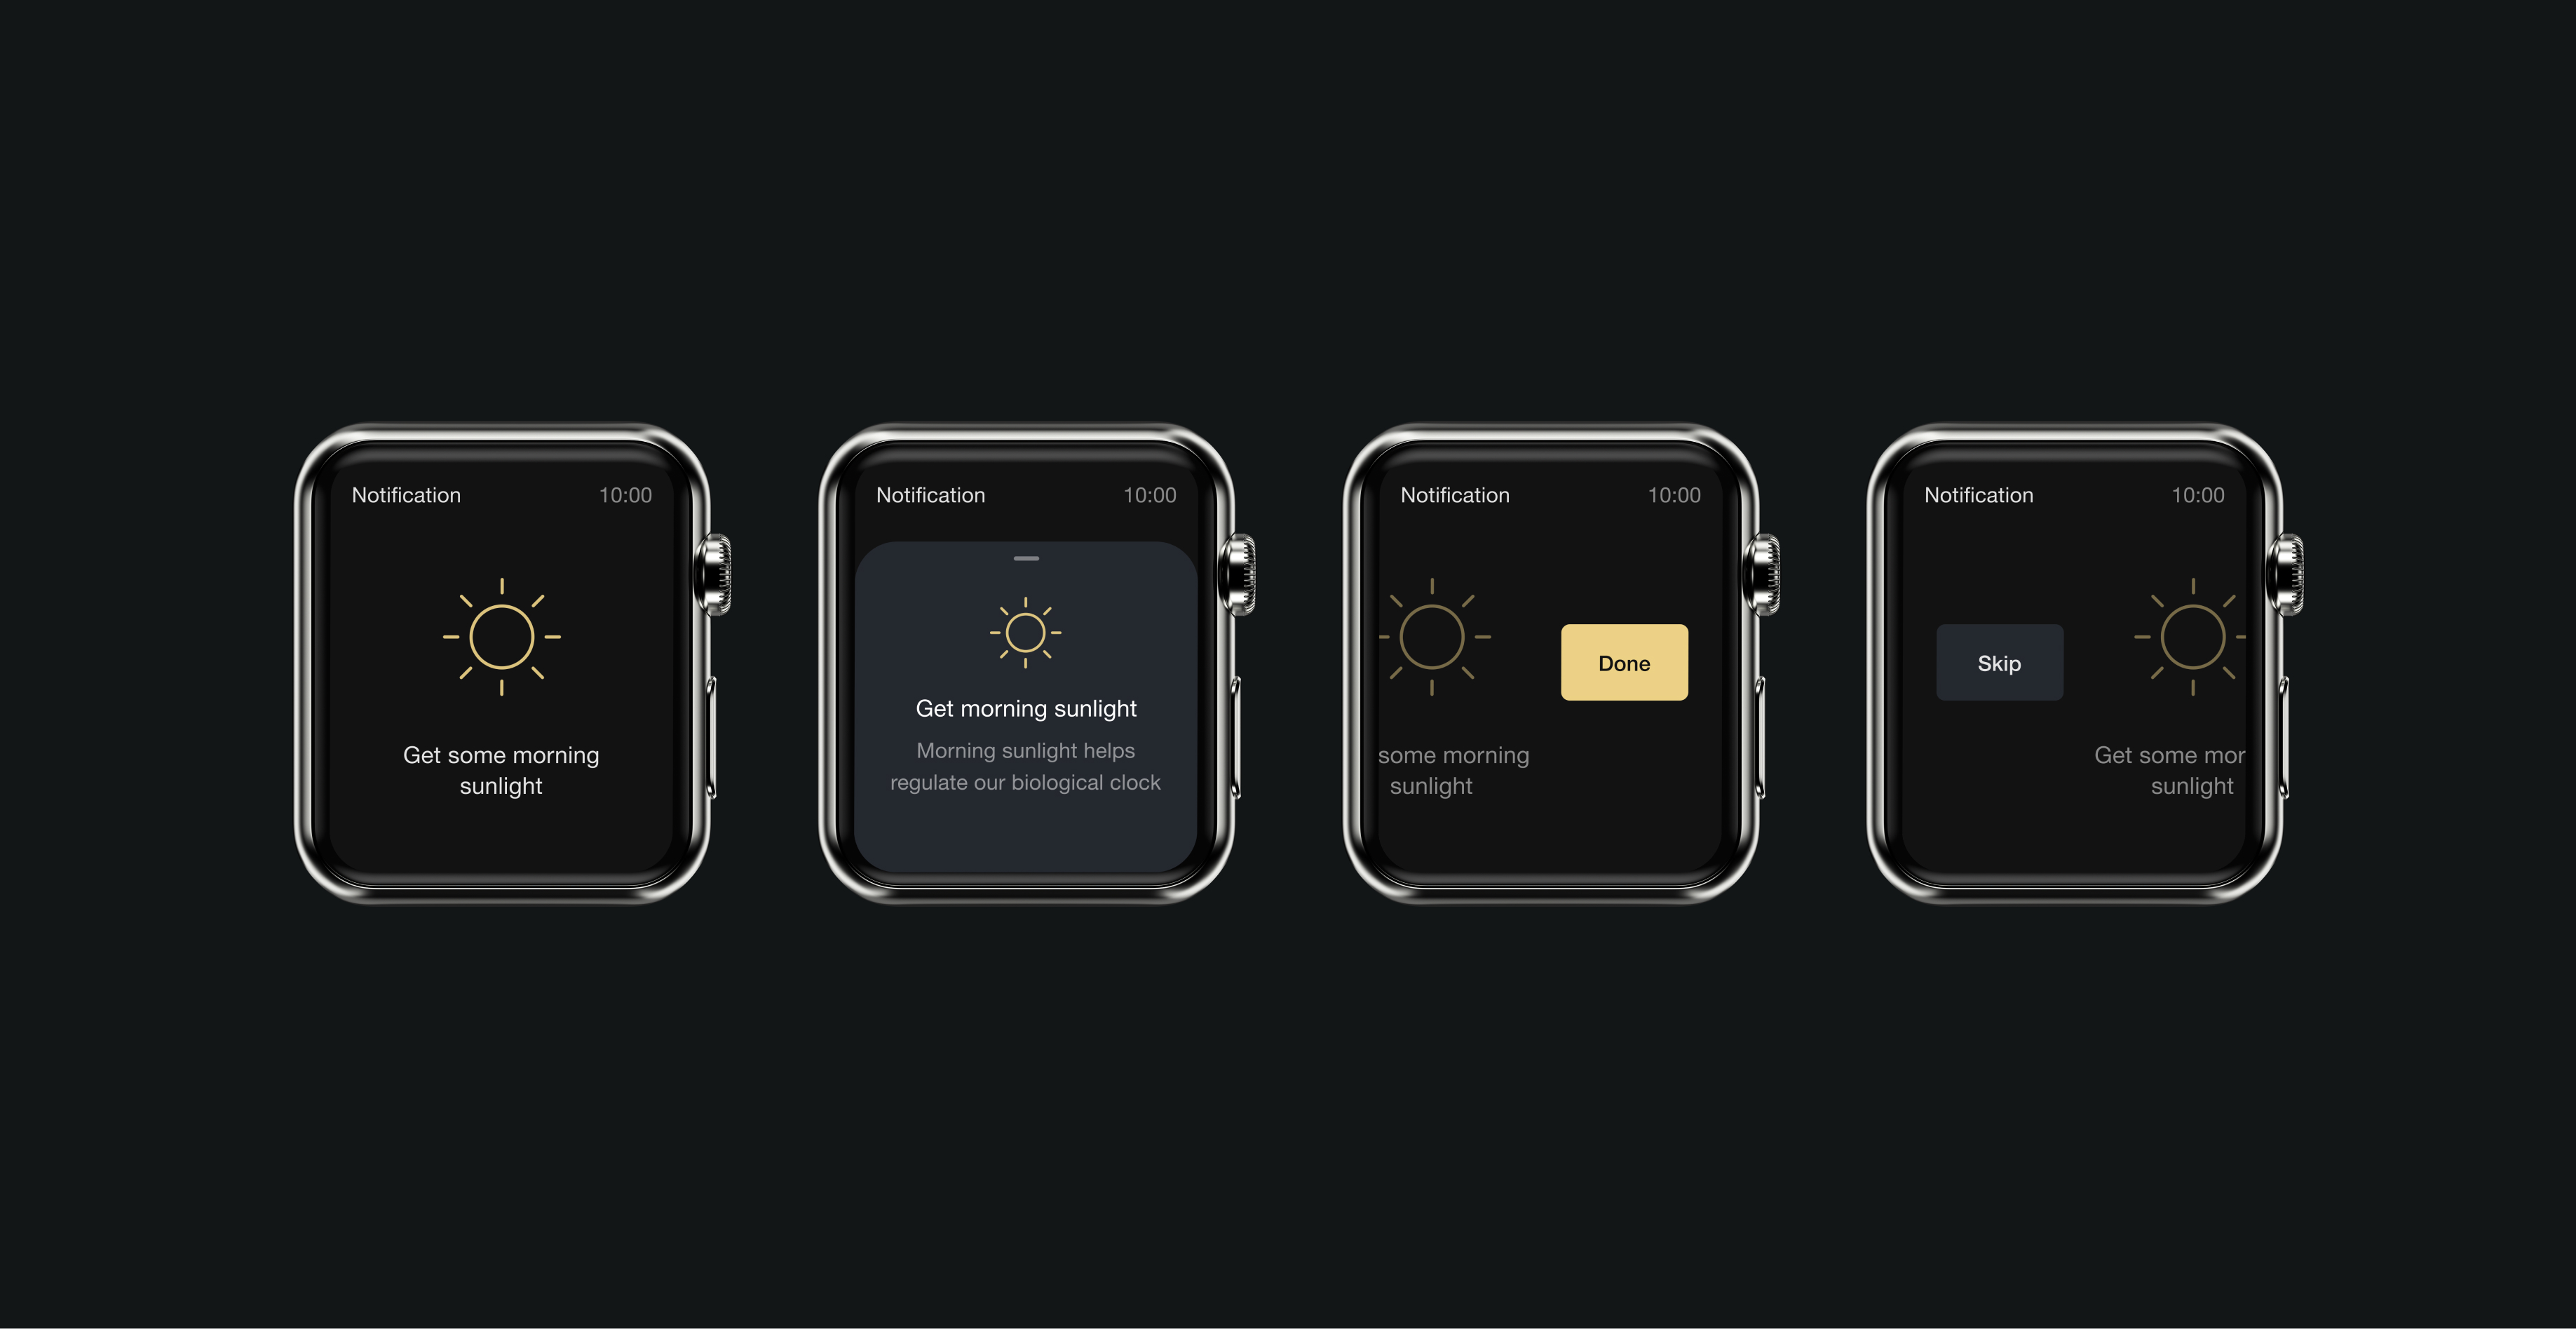 Notification 10:00
Get some morning
sunlight
Notification 10:00
Get morning sunlight
Morning sunlight helps
regulate our biological clock
Notification 10:00
Done
some morning
sunlight
Notification 10:00
Skip
Get some mor
sunlight